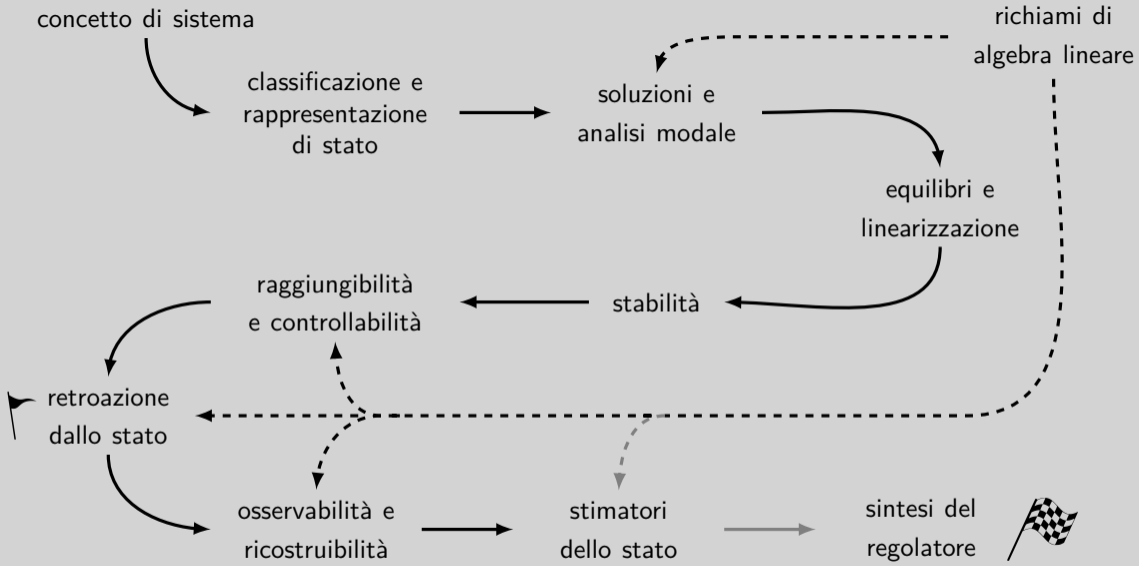 concetto di sistema
richiami di
algebra lineare
classificazione e
rappresentazione
di stato
soluzioni e
analisi modale
equilibri e
linearizzazione
stabilità
raggiungibilità
e controllabilità
retroazione
dallo stato
osservabilità e
ricostruibilità
stimatori
dello stato
sintesi del
regolatore